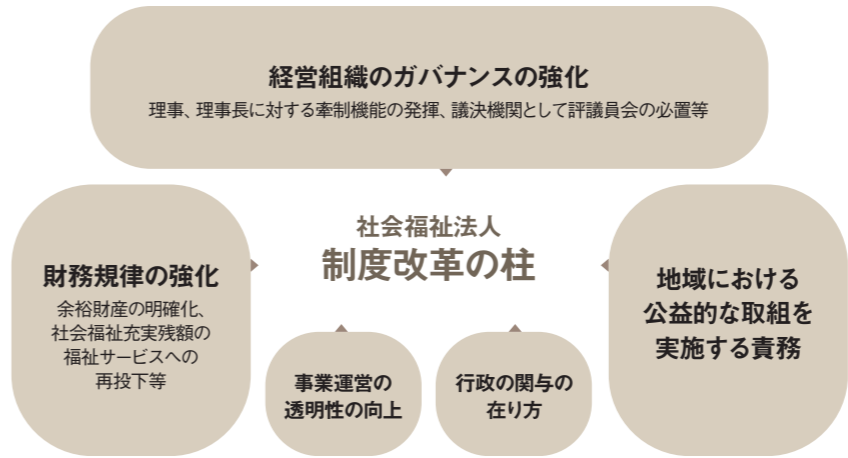 経営組織のガバナンスの強化
理事、理事長に対する牽制機能の発揮、議決機関として評議員会の必置等
社会福祉法人
制度改革の柱
財務規律の強化
余裕財産の明確化、
社会福祉充実残額の
福祉サービスへの
再投下等
地域における
公益的な取組を
実施する責務
事業運営の
透明性の向上
行政の関与の
在り方